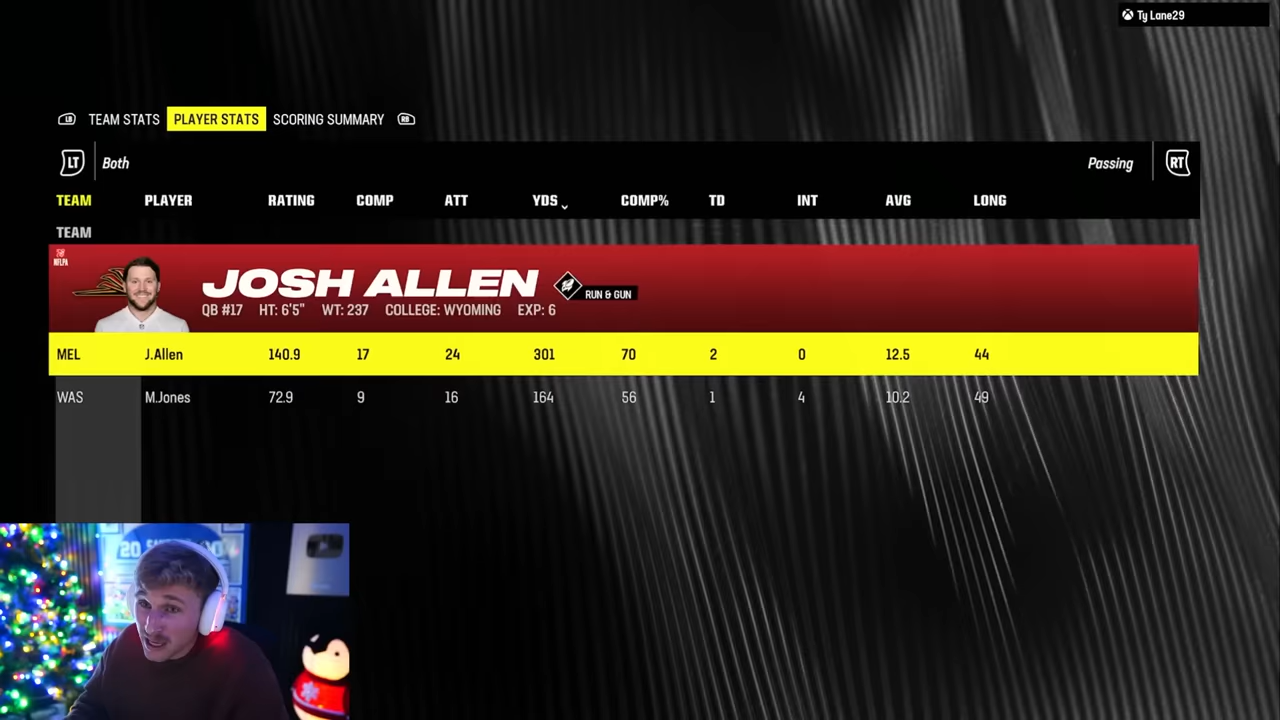 Ty Lane29
LB TEAM STATS PLAYER STATS SCORING SUMMARY RB
LT Both Passing RT
TEAM PLAYER RATING COMP ATT YDS COMP% TD INT AVG LONG
TEAM
NFLPA
JOSH ALLEN RUN & GUN
QB #17 HT: 6'5" WT: 237 COLLEGE: WYOMING EXP: 6
MEL J.Allen 140.9 17 24 301 70 2 0 12.5 44
WAS M.Jones 72.9 9 16 164 56 1 4 10.2 49
20